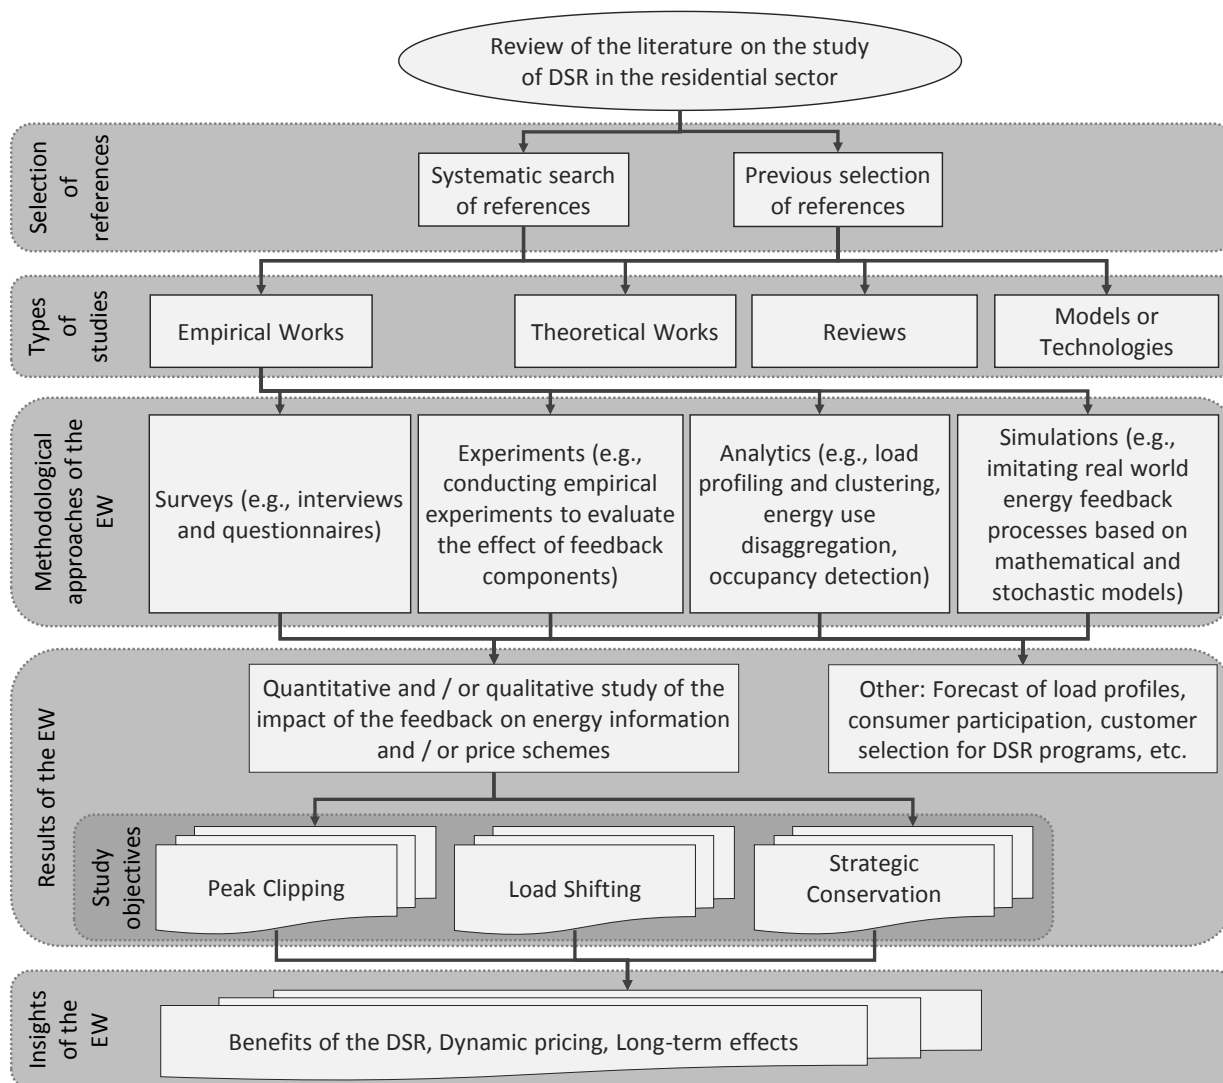 Review of the literature on the study
of DSR in the residential sector
Selection
of
references
Systematic search
of references
Previous selection
of references
Types
of
studies
Empirical Works
Theoretical Works
Reviews
Models or
Technologies
Methodological
approaches of the
EW
Surveys (e.g., interviews
and questionnaires)
Experiments (e.g.,
conducting empirical
experiments to evaluate
the effect of feedback
components)
Analytics (e.g., load
profiling and clustering,
energy use
disaggregation,
occupancy detection)
Simulations (e.g.,
imitating real world
energy feedback
processes based on
mathematical and
stochastic models)
Results of the EW
Quantitative and / or qualitative study of the
impact of the feedback on energy information
and / or price schemes
Other: Forecast of load profiles,
consumer participation, customer
selection for DSR programs, etc.
Study
objectives
Peak Clipping
Load Shifting
Strategic
Conservation
Insights
of the
EW
Benefits of the DSR, Dynamic pricing, Long-term effects